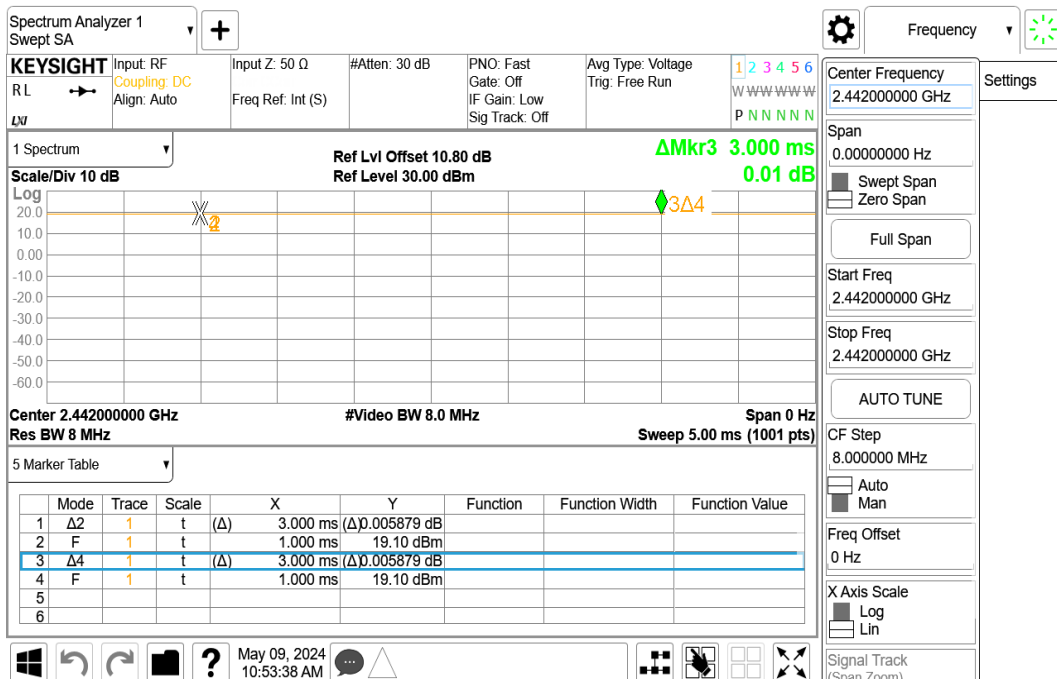 Spectrum Analyzer 1
Swept SA
Frequency
KEYSIGHT
Input: RF
Input Z: 50 Ω
#Atten: 30 dB
PNO: Fast
Avg Type: Voltage
1 2 3 4 5 6
Coupling: DC
Gate: Off
Trig: Free Run
R L
Align: Auto
Freq Ref: Int (S)
IF Gain: Low
W W W W W W
LXI
Sig Track: Off
P N N N N N
Center Frequency
2.442000000 GHz
Settings
1 Spectrum
Ref Lvl Offset 10.80 dB
ΔMkr3 3.000 ms
Scale/Div 10 dB
Ref Level 30.00 dBm
0.01 dB
Log
20.0
10.0
0.00
-10.0
-20.0
-30.0
-40.0
-50.0
-60.0
2
3Δ4
Center 2.442000000 GHz
#Video BW 8.0 MHz
Span 0 Hz
Res BW 8 MHz
Sweep 5.00 ms (1001 pts)
Span
0.00000000 Hz
Swept Span
Zero Span
Full Span
Start Freq
2.442000000 GHz
Stop Freq
2.442000000 GHz
AUTO TUNE
CF Step
8.000000 MHz
Auto
Man
Freq Offset
0 Hz
X Axis Scale
Log
Lin
Signal Track
(Span Zoom)
5 Marker Table
Mode Trace Scale X Y Function Function Width Function Value
1 Δ2 1 t (Δ) 3.000 ms (Δ)0.005879 dB
2 F 1 t 1.000 ms 19.10 dBm
3 Δ4 1 t (Δ) 3.000 ms (Δ)0.005879 dB
4 F 1 t 1.000 ms 19.10 dBm
5
6
?
May 09, 2024
10:53:38 AM